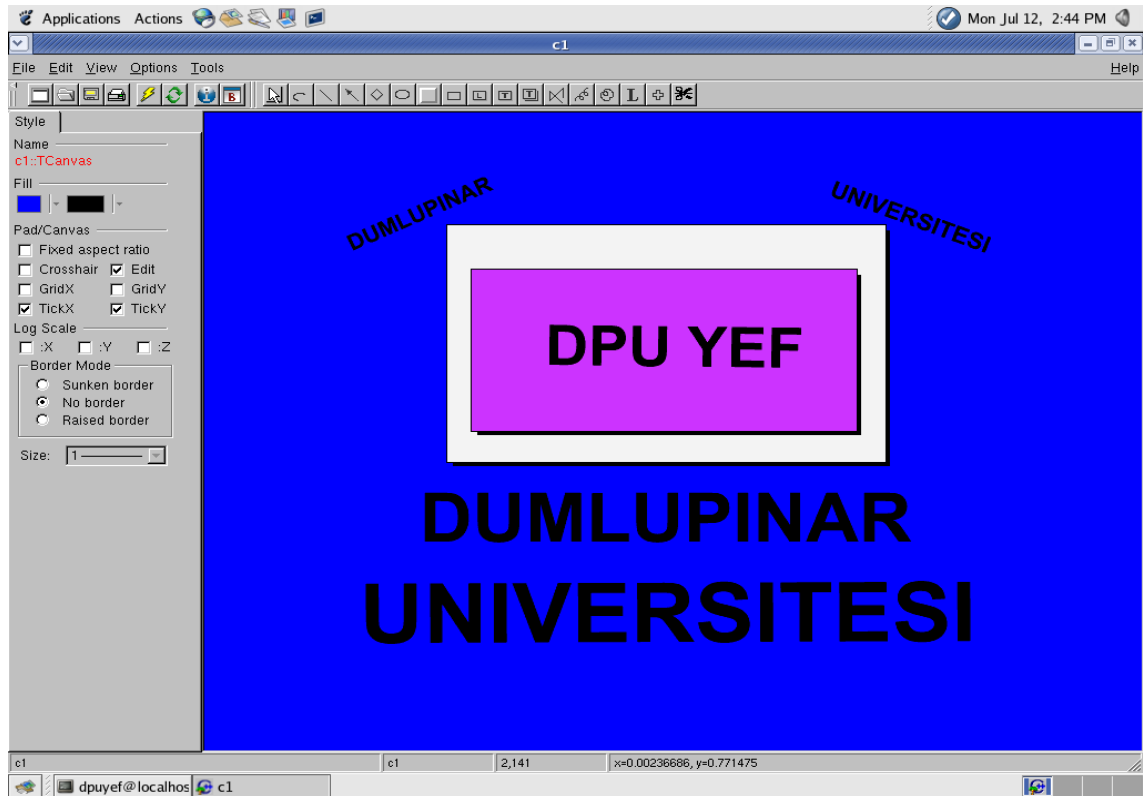 Applications Actions Mon Jul 12, 2:44 PM
c1
File Edit View Options Tools Help
Style
Name
c1::TCanvas
Fill
Pad/Canvas
Fixed aspect ratio
Crosshair Edit
GridX GridY
TickX TickY
Log Scale
:X :Y :Z
Border Mode
Sunken border
No border
Raised border
Size: 1
DUMLUPINAR UNIVERSITESI
DPU YEF
DUMLUPINAR
UNIVERSITESI
c1 c1 2,141 x=0.00236686, y=0.771475
dpuyef@localhos c1